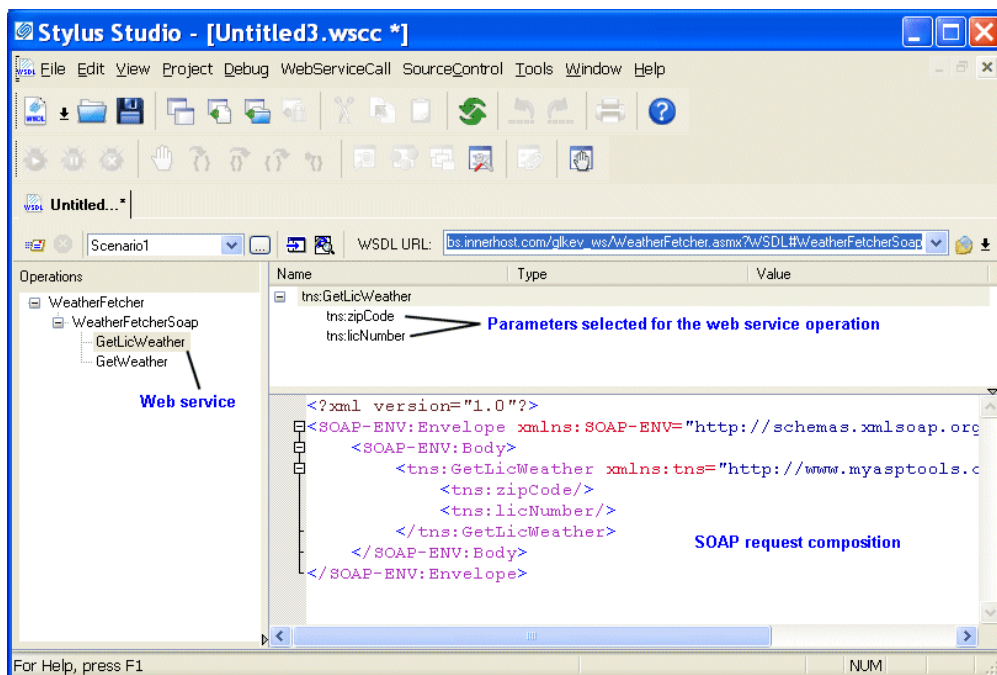 Stylus Studio - [Untitled3.wscc *]
File Edit View Project Debug WebServiceCall SourceControl Tools Window Help
Untitled...*
Scenario1 ... WSDL URL: bs.innerhost.com/glkev_ws/WeatherFetcher.asmx?WSDL#WeatherFetcherSoap
Operations
WeatherFetcher
WeatherFetcherSoap
GetLicWeather
GetWeather
Web service
Name Type Value
tns:GetLicWeather
tns:zipCode
tns:licNumber
Parameters selected for the web service operation
<?xml version="1.0"?>
<SOAP-ENV:Envelope xmlns:SOAP-ENV="http://schemas.xmlsoap.org
<SOAP-ENV:Body>
<tns:GetLicWeather xmlns:tns="http://www.myasptools.c
<tns:zipCode/>
<tns:licNumber/>
</tns:GetLicWeather>
</SOAP-ENV:Body>
</SOAP-ENV:Envelope>
SOAP request composition
For Help, press F1
NUM